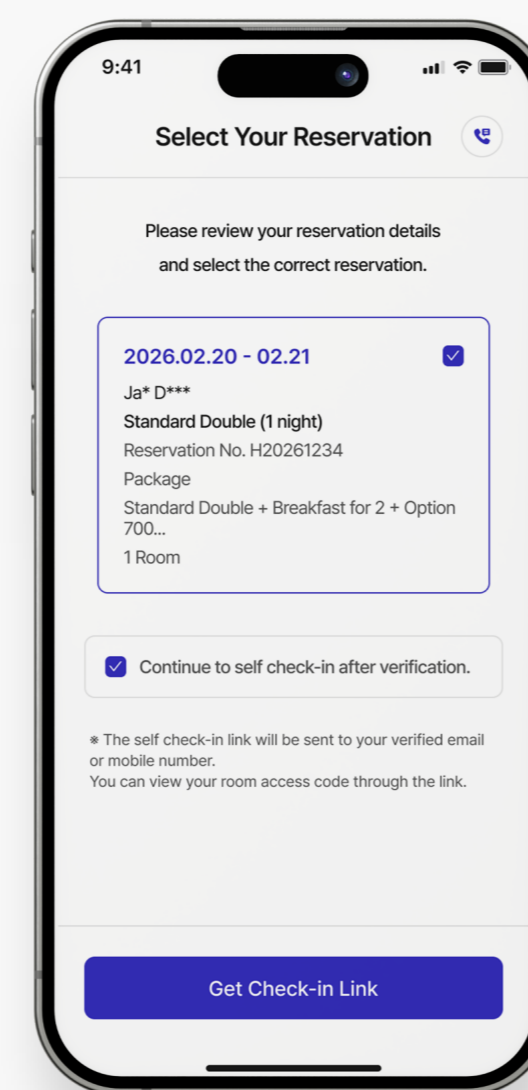 9:41
Select Your Reservation
Please review your reservation details
and select the correct reservation.
2026.02.20 - 02.21
Ja* D***
Standard Double (1 night)
Reservation No. H20261234
Package
Standard Double + Breakfast for 2 + Option
700...
1 Room
Continue to self check-in after verification.
※ The self check-in link will be sent to your verified email
or mobile number.
You can view your room access code through the link.
Get Check-in Link